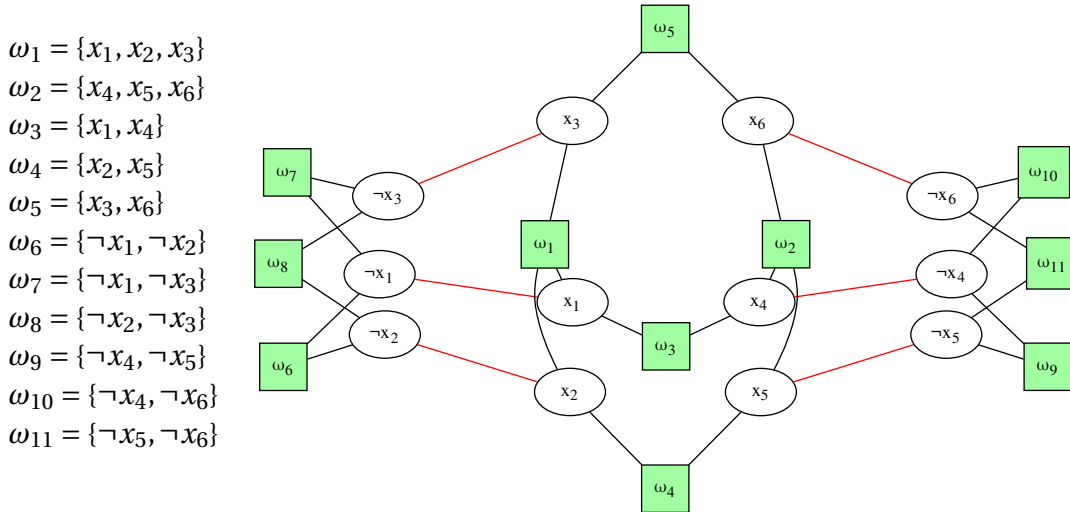 ω₁ = {x₁, x₂, x₃}
ω₂ = {x₄, x₅, x₆}
ω₃ = {x₁, x₄}
ω₄ = {x₂, x₅}
ω₅ = {x₃, x₆}
ω₆ = {¬x₁, ¬x₂}
ω₇ = {¬x₁, ¬x₃}
ω₈ = {¬x₂, ¬x₃}
ω₉ = {¬x₄, ¬x₅}
ω₁₀ = {¬x₄, ¬x₆}
ω₁₁ = {¬x₅, ¬x₆}
ω₅
x₃
x₆
ω₇
¬x₃
¬x₆
ω₁₀
ω₁
ω₂
ω₈
¬x₁
¬x₄
ω₁₁
x₁
x₄
¬x₂
ω₃
¬x₅
ω₆
ω₉
x₂
x₅
ω₄